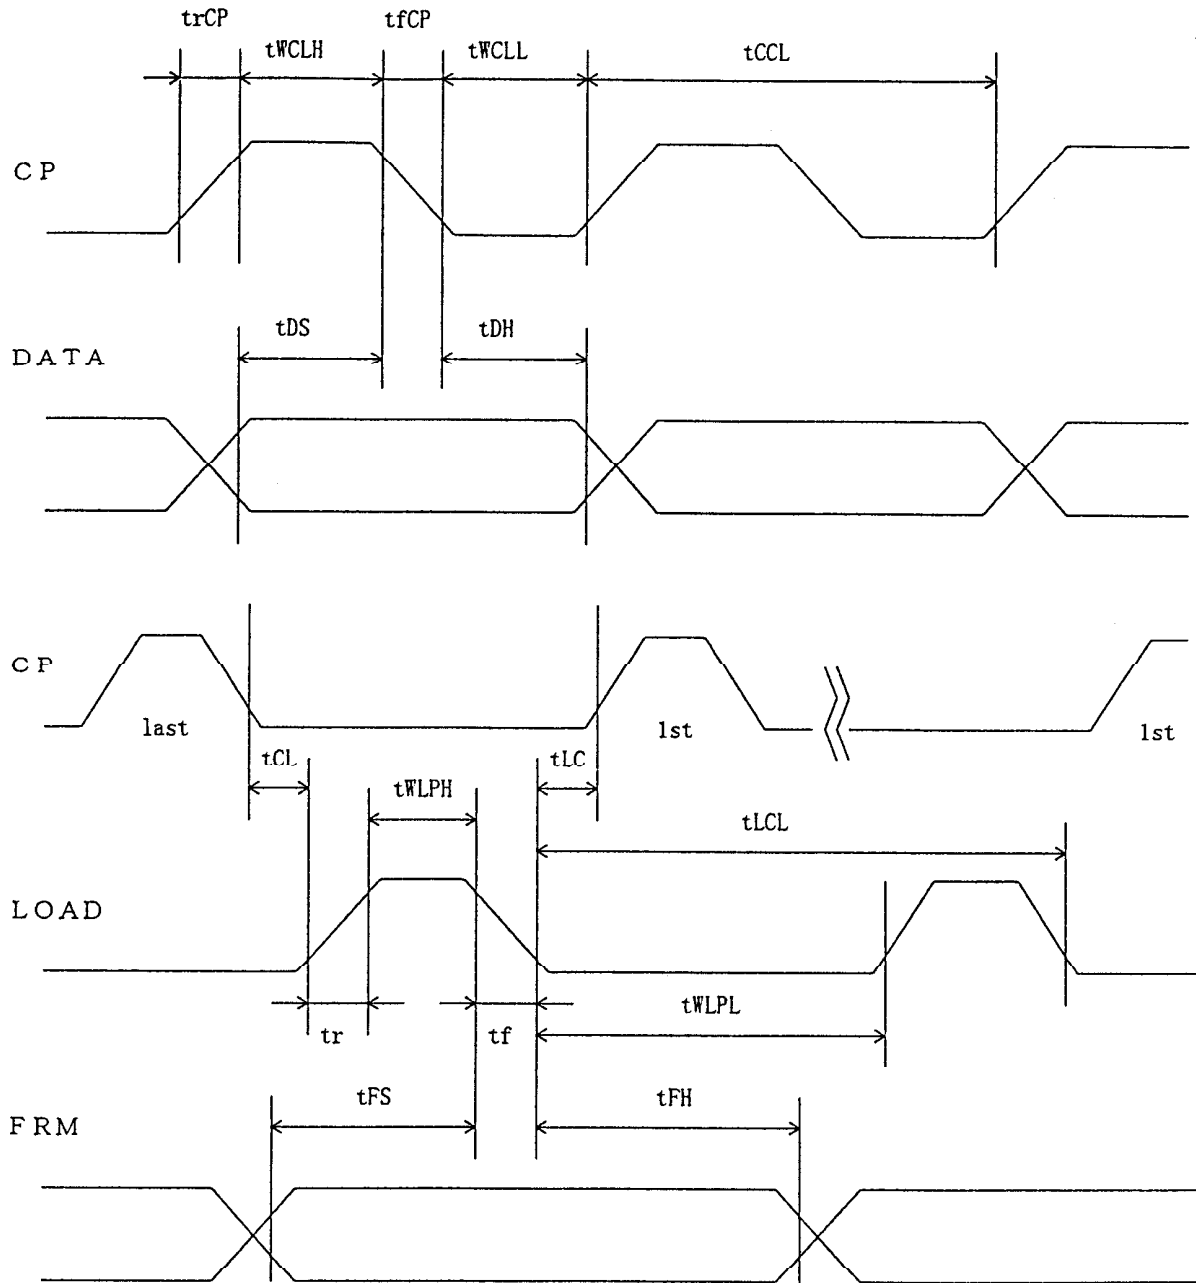 trCP
tfCP
tWCLH
tWCLL
tCCL
CP
tDS
tDH
DATA
CP
last
1st
1st
tCL
tLC
tWLPH
tLCL
LOAD
tWLPL
tr
tf
tFS
tFH
FRM